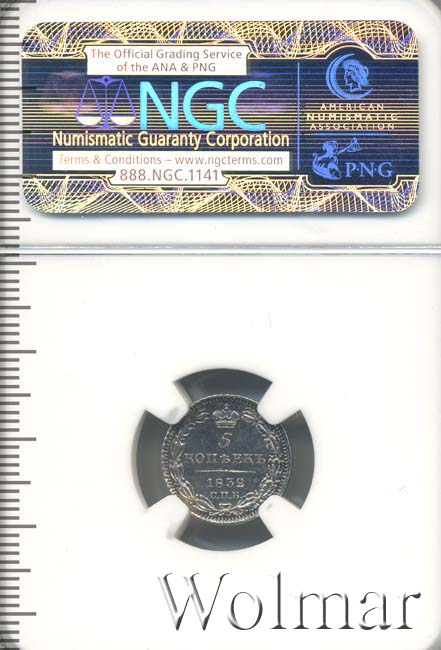 The Official Grading Service
of the ANA & PNG
NGC
Numismatic Guaranty Corporation
Terms & Conditions – www.ngcterms.com
888.NGC.1141
AMERICAN
NUMISMATIC
ASSOCIATION
P·N·G
5
КОПѢЕКЪ
1832
С.П.Б.
Wolmar